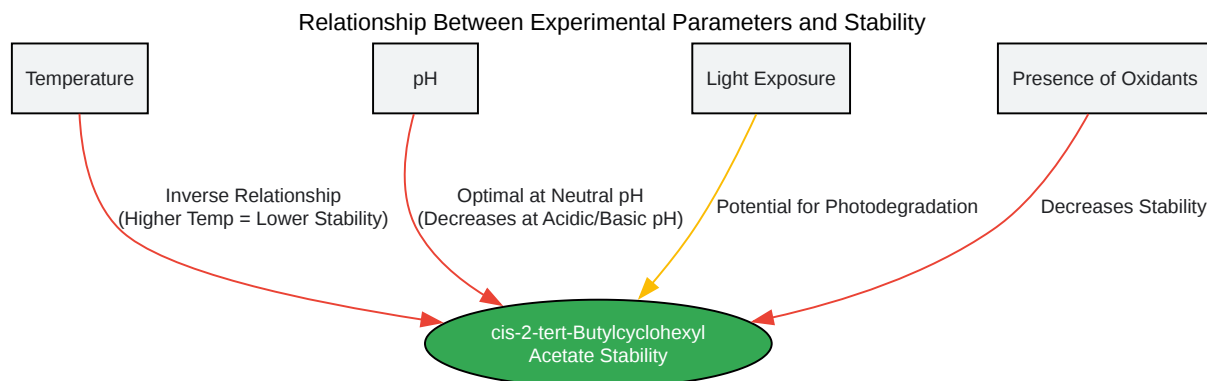 Relationship Between Experimental Parameters and Stability
Temperature
pH
Light Exposure
Presence of Oxidants
Inverse Relationship
(Higher Temp = Lower Stability)
Optimal at Neutral pH
(Decreases at Acidic/Basic pH)
Potential for Photodegradation
Decreases Stability
cis-2-tert-Butylcyclohexyl
Acetate Stability